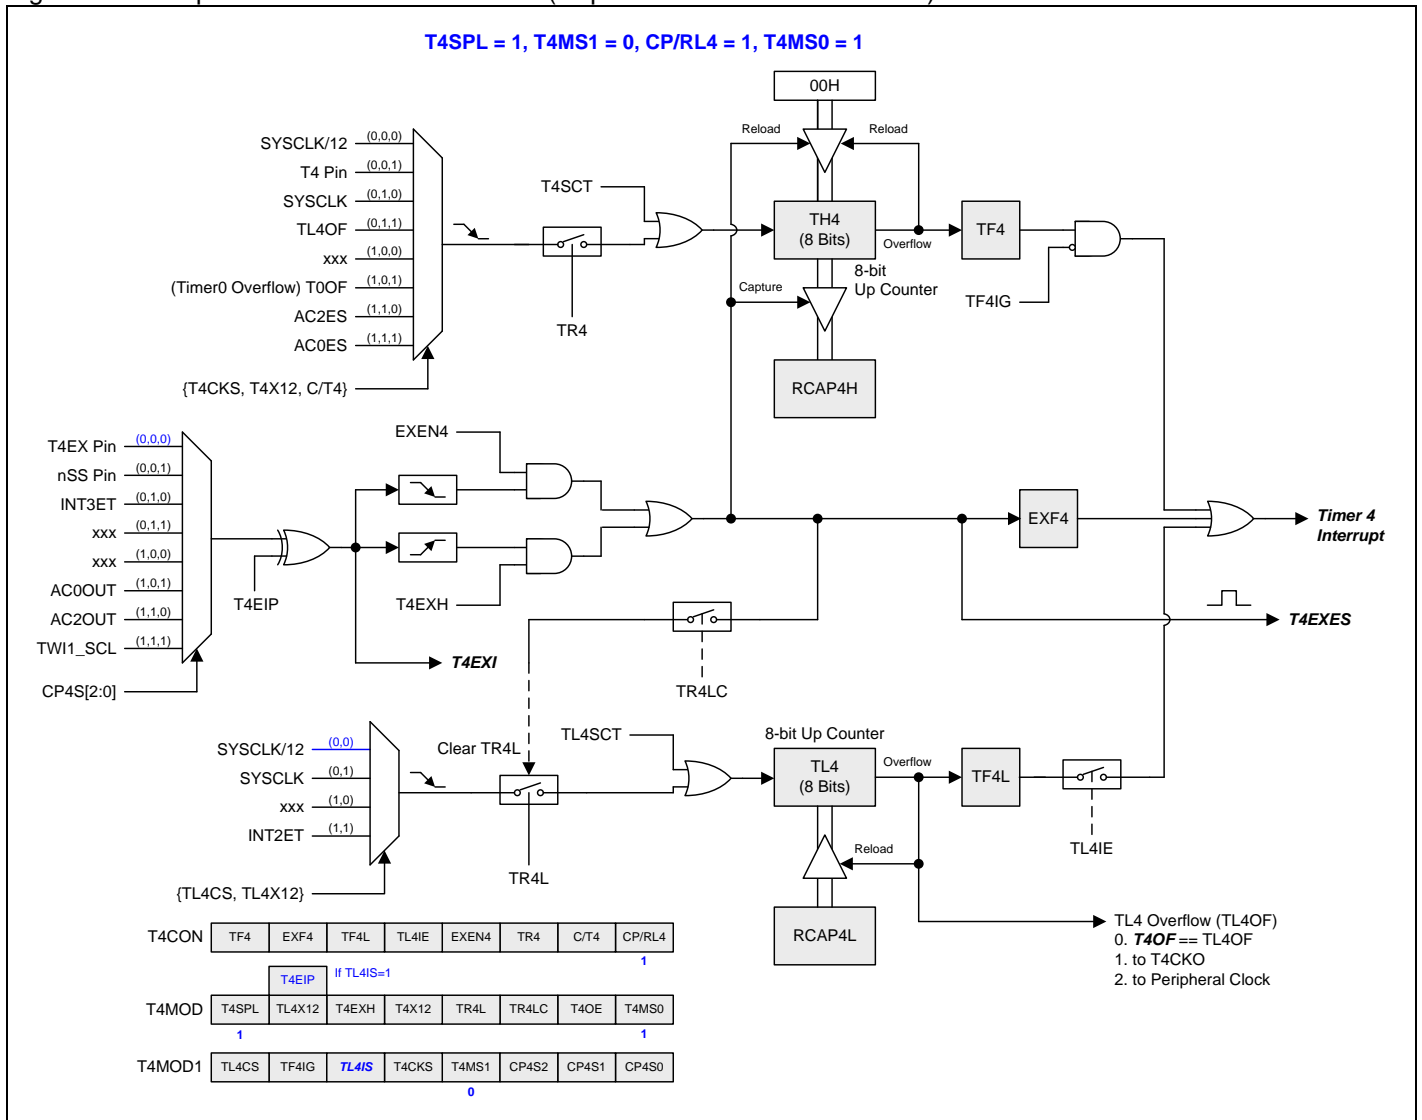 T4SPL = 1, T4MS1 = 0, CP/RL4 = 1, T4MS0 = 1
00H
Reload
Reload
SYSCLK/12 (0,0,0)
T4 Pin (0,0,1)
SYSCLK (0,1,0)
TL4OF (0,1,1)
xxx (1,0,0)
(Timer0 Overflow) T0OF (1,0,1)
AC2ES (1,1,0)
AC0ES (1,1,1)
{T4CKS, T4X12, C/T4}
TR4
T4SCT
TH4
(8 Bits)
Overflow
8-bit
Up Counter
Capture
RCAP4H
TF4
TF4IG
T4EX Pin (0,0,0)
nSS Pin (0,0,1)
INT3ET (0,1,0)
xxx (0,1,1)
xxx (1,0,0)
AC0OUT (1,0,1)
AC2OUT (1,1,0)
TWI1_SCL (1,1,1)
CP4S[2:0]
T4EIP
EXEN4
T4EXH
T4EXI
EXF4
Timer 4
Interrupt
T4EXES
TR4LC
SYSCLK/12 (0,0)
SYSCLK (0,1)
xxx (1,0)
INT2ET (1,1)
{TL4CS, TL4X12}
Clear TR4L
TR4L
TL4SCT
8-bit Up Counter
TL4
(8 Bits)
Overflow
Reload
RCAP4L
TF4L
TL4IE
TL4 Overflow (TL4OF)
0. T4OF == TL4OF
1. to T4CKO
2. to Peripheral Clock
T4CON TF4 EXF4 TF4L TL4IE EXEN4 TR4 C/T4 CP/RL4
1
T4EIP If TL4IS=1
T4MOD T4SPL TL4X12 T4EXH T4X12 TR4L TR4LC T4OE T4MS0
1 1
T4MOD1 TL4CS TF4IG TL4IS T4CKS T4MS1 CP4S2 CP4S1 CP4S0
0